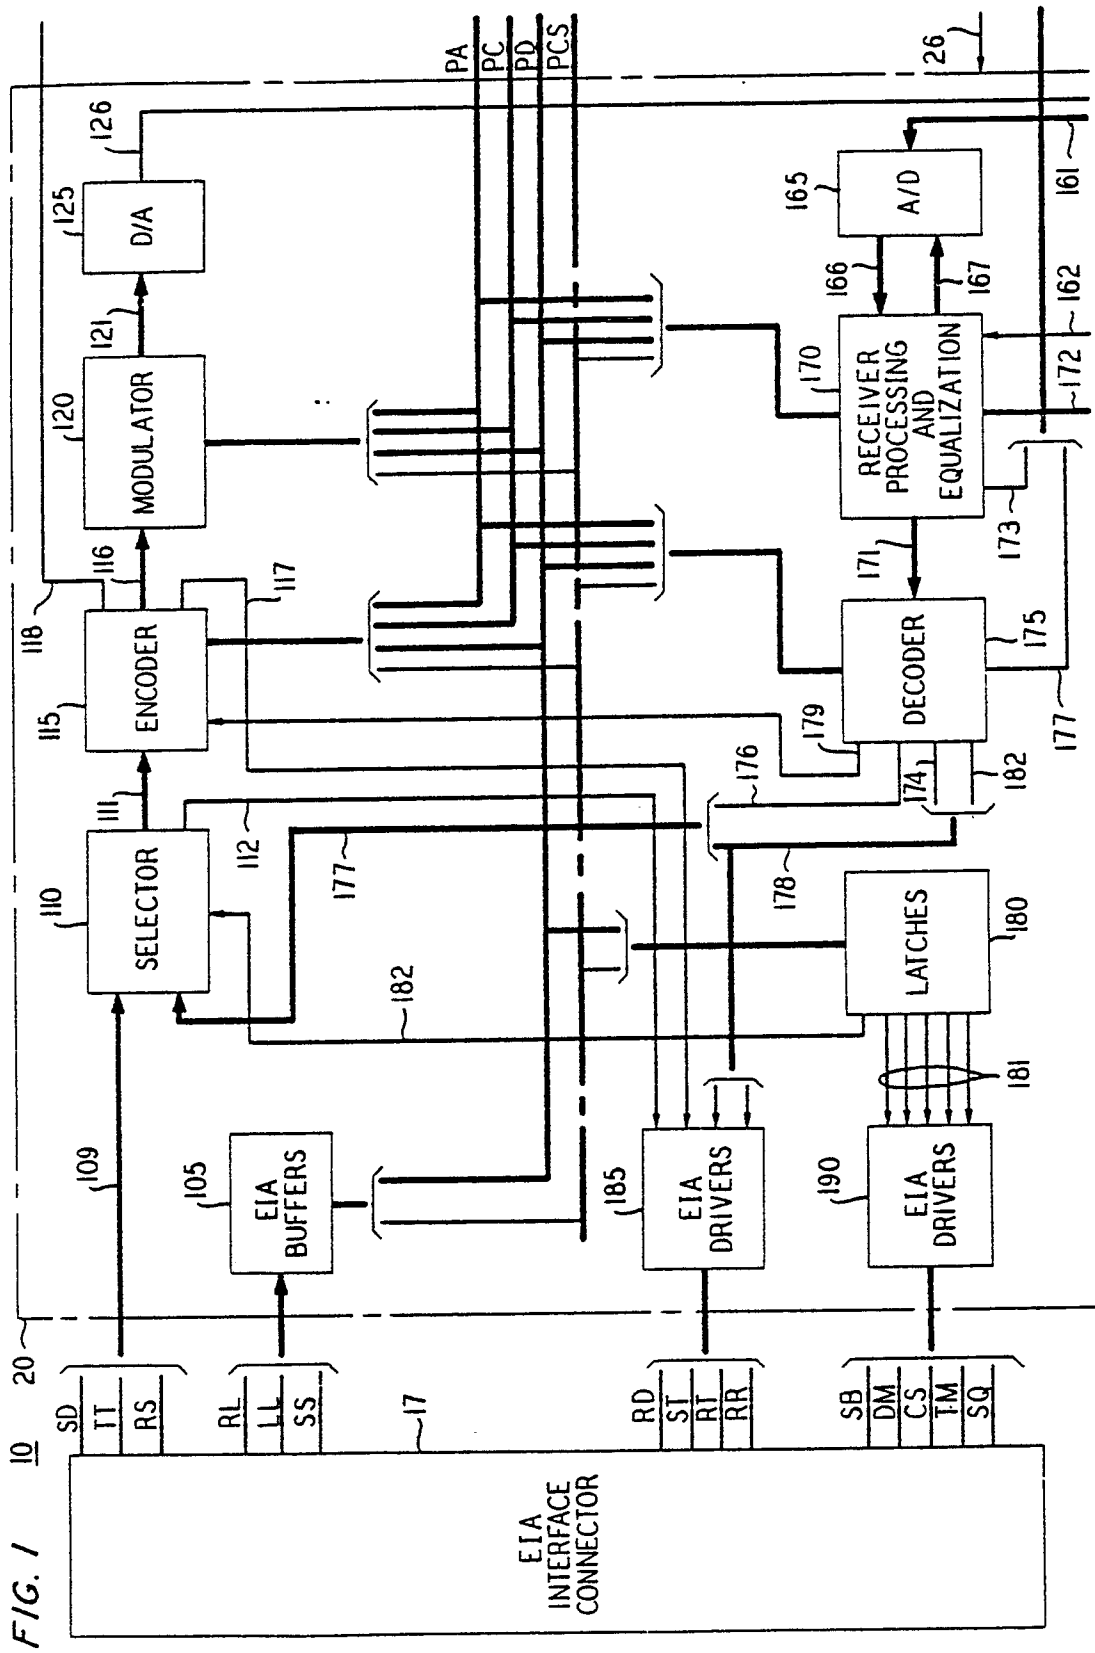 FIG. 1
10
20
118
126
125
D/A
121
120
MODULATOR
116
117
115
ENCODER
111
110
SELECTOR
112
109
SD
TT
RS
105
EIA
BUFFERS
RL
LL
SS
17
EIA
INTERFACE
CONNECTOR
PA
PC
PD
PCS
26
165
A/D
161
166
167
162
170
RECEIVER
PROCESSING
AND
EQUALIZATION
172
173
171
175
DECODER
177
179
176
174
182
177
178
182
180
LATCHES
181
185
EIA
DRIVERS
RD
ST
RT
RR
190
EIA
DRIVERS
SB
DM
CS
TM
SQ